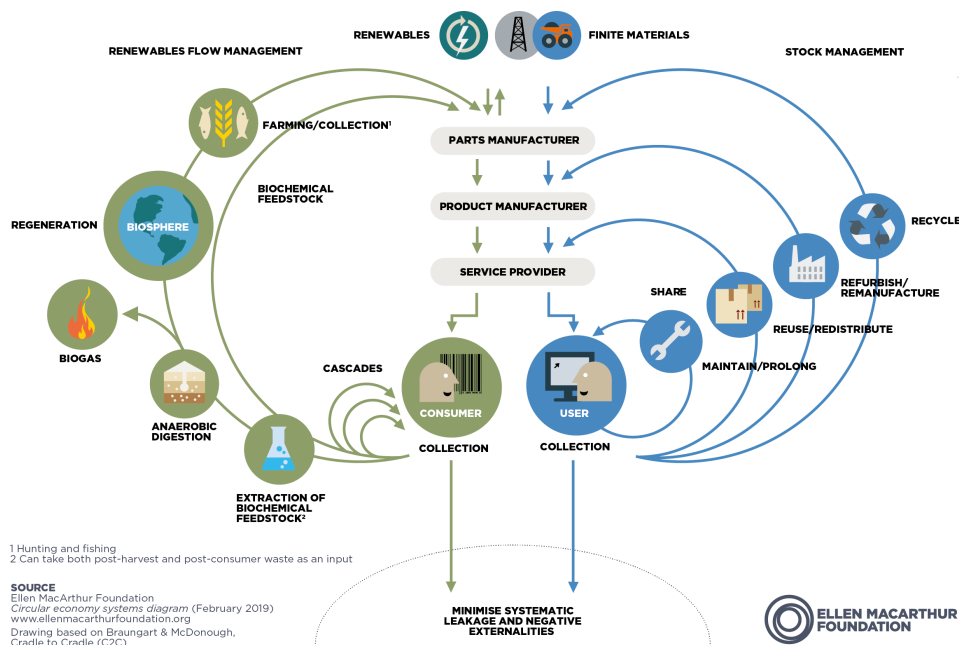 RENEWABLES
FINITE MATERIALS
RENEWABLES FLOW MANAGEMENT
STOCK MANAGEMENT
FARMING/COLLECTION¹
PARTS MANUFACTURER
BIOCHEMICAL
FEEDSTOCK
PRODUCT MANUFACTURER
REGENERATION
BIOSPHERE
RECYCLE
SERVICE PROVIDER
SHARE
REFURBISH/
REMANUFACTURE
REUSE/REDISTRIBUTE
BIOGAS
CASCADES
MAINTAIN/PROLONG
CONSUMER
USER
ANAEROBIC
DIGESTION
COLLECTION
COLLECTION
EXTRACTION OF
BIOCHEMICAL
FEEDSTOCK²
1 Hunting and fishing
2 Can take both post-harvest and post-consumer waste as an input
SOURCE
Ellen MacArthur Foundation
Circular economy systems diagram (February 2019)
www.ellenmacarthurfoundation.org
Drawing based on Braungart & McDonough,
Cradle to Cradle (C2C)
MINIMISE SYSTEMATIC
LEAKAGE AND NEGATIVE
EXTERNALITIES
ELLEN MACARTHUR
FOUNDATION